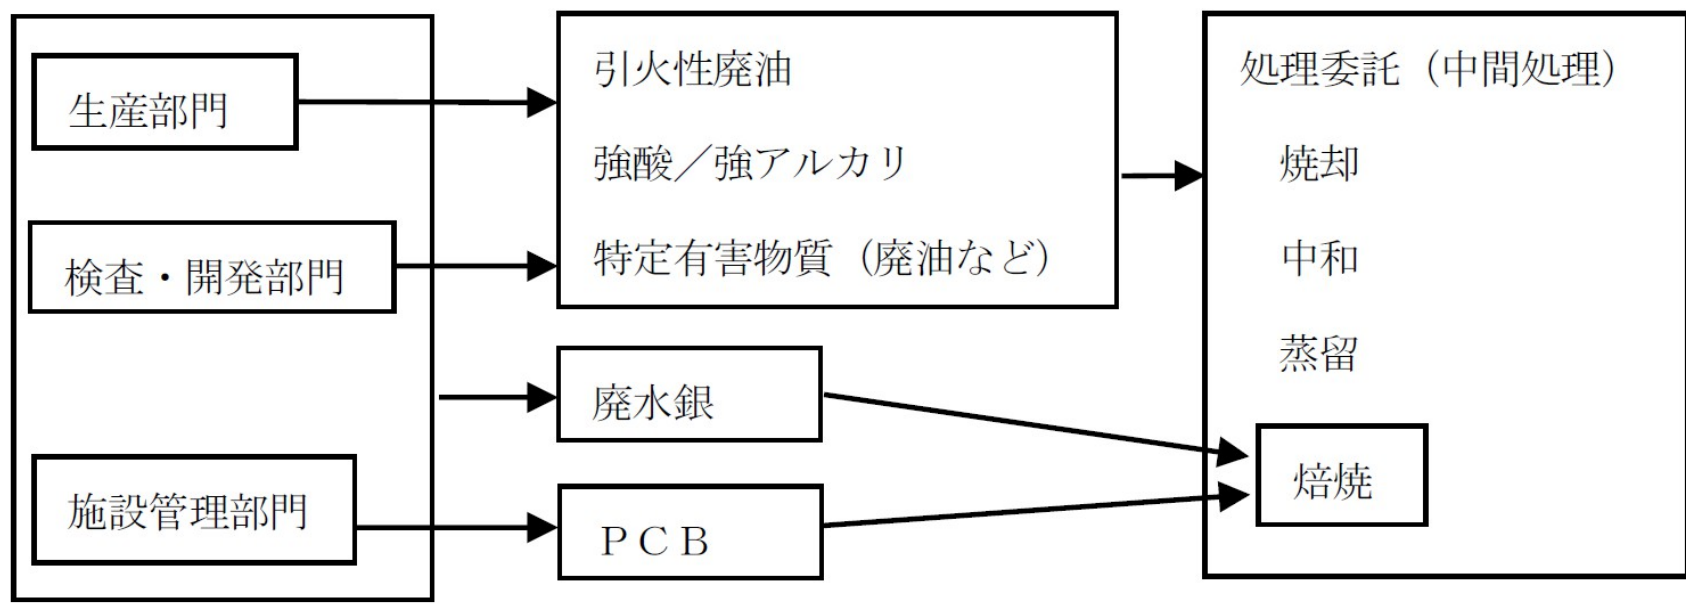 生産部門
検査・開発部門
施設管理部門
引火性廃油
強酸／強アルカリ
特定有害物質（廃油など）
廃水銀
ＰＣＢ
処理委託（中間処理）
焼却
中和
蒸留
焙焼